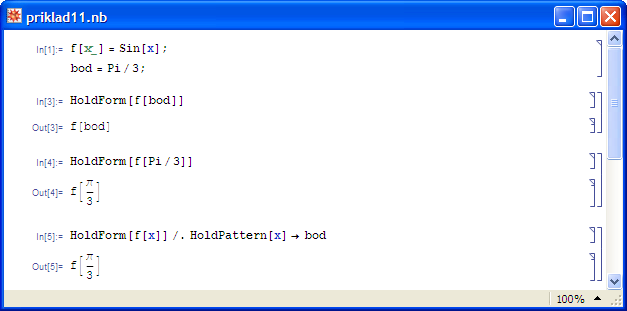 priklad11.nb
In[1]:= f[x_] = Sin[x];
bod = Pi / 3;
In[3]:= HoldForm[f[bod]]
Out[3]= f[bod]
In[4]:= HoldForm[f[Pi / 3]]
Out[4]= f[π/3]
In[5]:= HoldForm[f[x]] /. HoldPattern[x] → bod
Out[5]= f[π/3]
100%